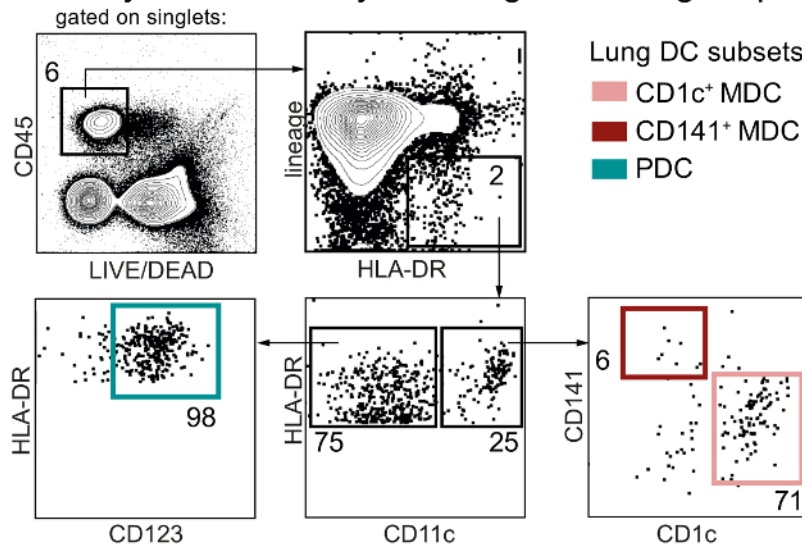 gated on singlets:
6
CD45
LIVE/DEAD
lineage
2
HLA-DR
Lung DC subsets
CD1c⁺ MDC
CD141⁺ MDC
PDC
HLA-DR
98
CD123
HLA-DR
75
25
CD11c
6
CD141
71
CD1c